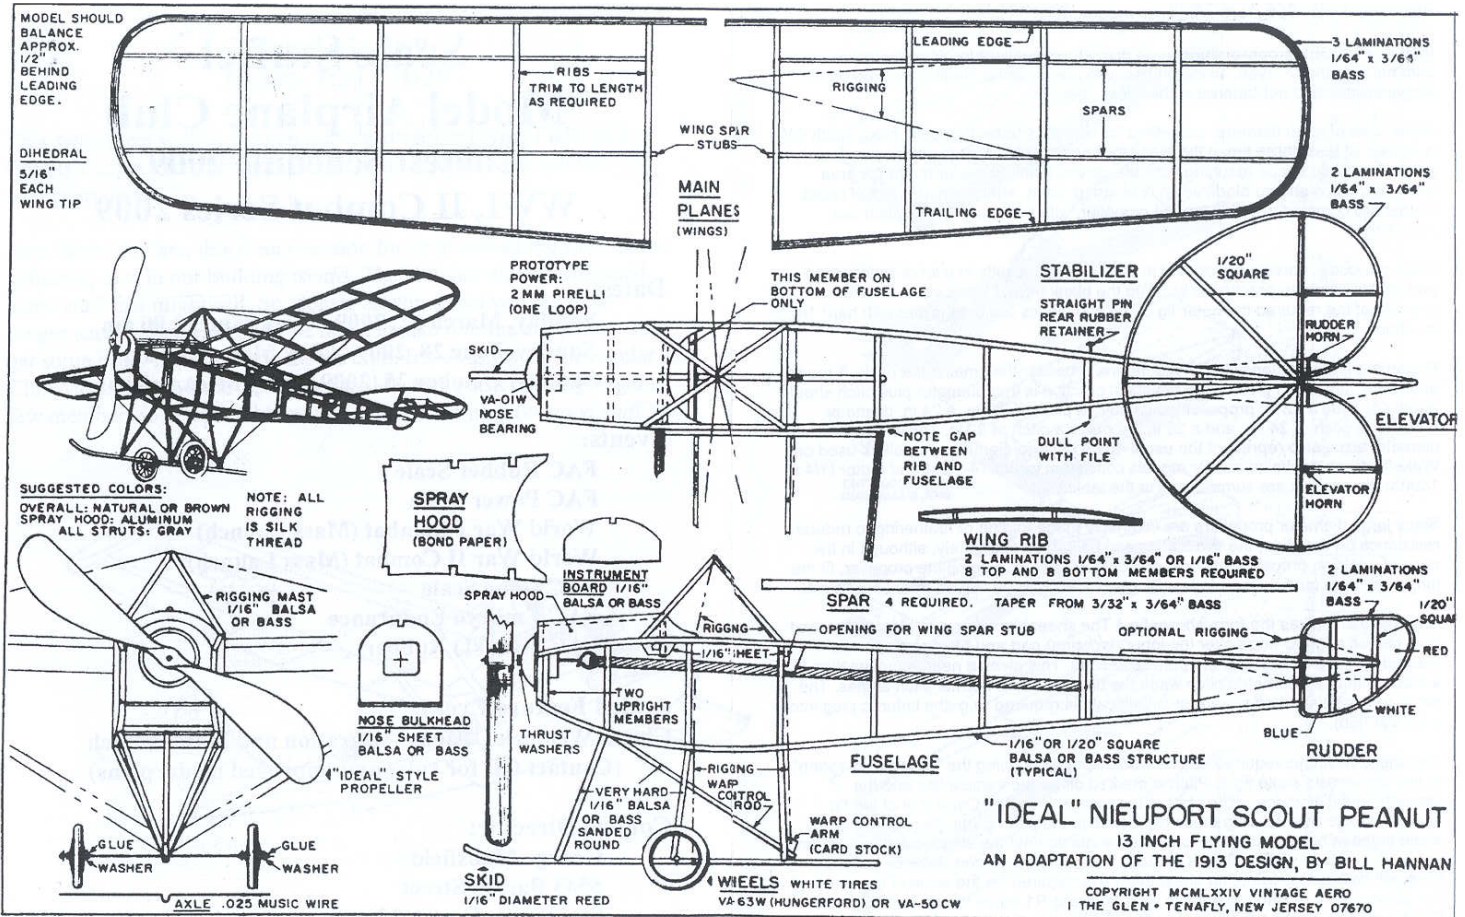 MODEL SHOULD
BALANCE
APPROX.
1/2"
BEHIND
LEADING
EDGE.
DIHEDRAL
5/16"
EACH
WING TIP
RIBS
TRIM TO LENGTH
AS REQUIRED
WING SPAR
STUBS
MAIN
PLANES
(WINGS)
LEADING EDGE
RIGGING
SPARS
TRAILING EDGE
3 LAMINATIONS
1/64" x 3/64"
BASS
2 LAMINATIONS
1/64" x 3/64"
BASS
PROTOTYPE
POWER:
2MM PIRELLI
(ONE LOOP)
THIS MEMBER ON
BOTTOM OF FUSELAGE
ONLY
STABILIZER
STRAIGHT PIN
REAR RUBBER
RETAINER
1/20"
SQUARE
RUDDER
HORN
SKID
VA-01W
NOSE
BEARING
ELEVATOR
NOTE GAP
BETWEEN
RIB AND
FUSELAGE
DULL POINT
WITH FILE
ELEVATOR
HORN
SUGGESTED COLORS:
OVERALL: NATURAL OR BROWN
SPRAY HOOD: ALUMINUM
ALL STRUTS: GRAY
NOTE: ALL
RIGGING
IS SILK
THREAD
SPRAY
HOOD
(BOND PAPER)
INSTRUMENT
BOARD 1/16"
BALSA OR BASS
WING RIB
2 LAMINATIONS 1/64" x 3/64" OR 1/16" BASS
8 TOP AND 8 BOTTOM MEMBERS REQUIRED
SPAR 4 REQUIRED. TAPER FROM 3/32" x 3/64" BASS
RIGGING MAST
1/16" BALSA
OR BASS
NOSE BULKHEAD
1/16" SHEET
BALSA OR BASS
4" "IDEAL" STYLE
PROPELLER
SPRAY HOOD
RIGGNG
1/16" SHEET
OPENING FOR WING SPAR STUB
OPTIONAL RIGGING
2 LAMINATIONS
1/64" x 3/64"
BASS
1/20"
SQUAR
RED
WHITE
BLUE
RUDDER
TWO
UPRIGHT
MEMBERS
THRUST
WASHERS
FUSELAGE
1/16" OR 1/20" SQUARE
BALSA OR BASS STRUCTURE
(TYPICAL)
RIGGNG
WARP
CONTROL
ROD
VERY HARD
1/16" BALSA
OR BASS
SANDED
ROUND
WARP CONTROL
ARM
(CARD STOCK)
GLUE
WASHER
GLUE
WASHER
AXLE .025 MUSIC WIRE
SKID
1/16" DIAMETER REED
WHEELS WHITE TIRES
VA-63W (HUNGERFORD) OR VA-50CW
"IDEAL" NIEUPORT SCOUT PEANUT
13 INCH FLYING MODEL
AN ADAPTATION OF THE 1913 DESIGN, BY BILL HANNAN
COPYRIGHT MCMLXXIV VINTAGE AERO
1 THE GLEN • TENAFLY, NEW JERSEY 07670